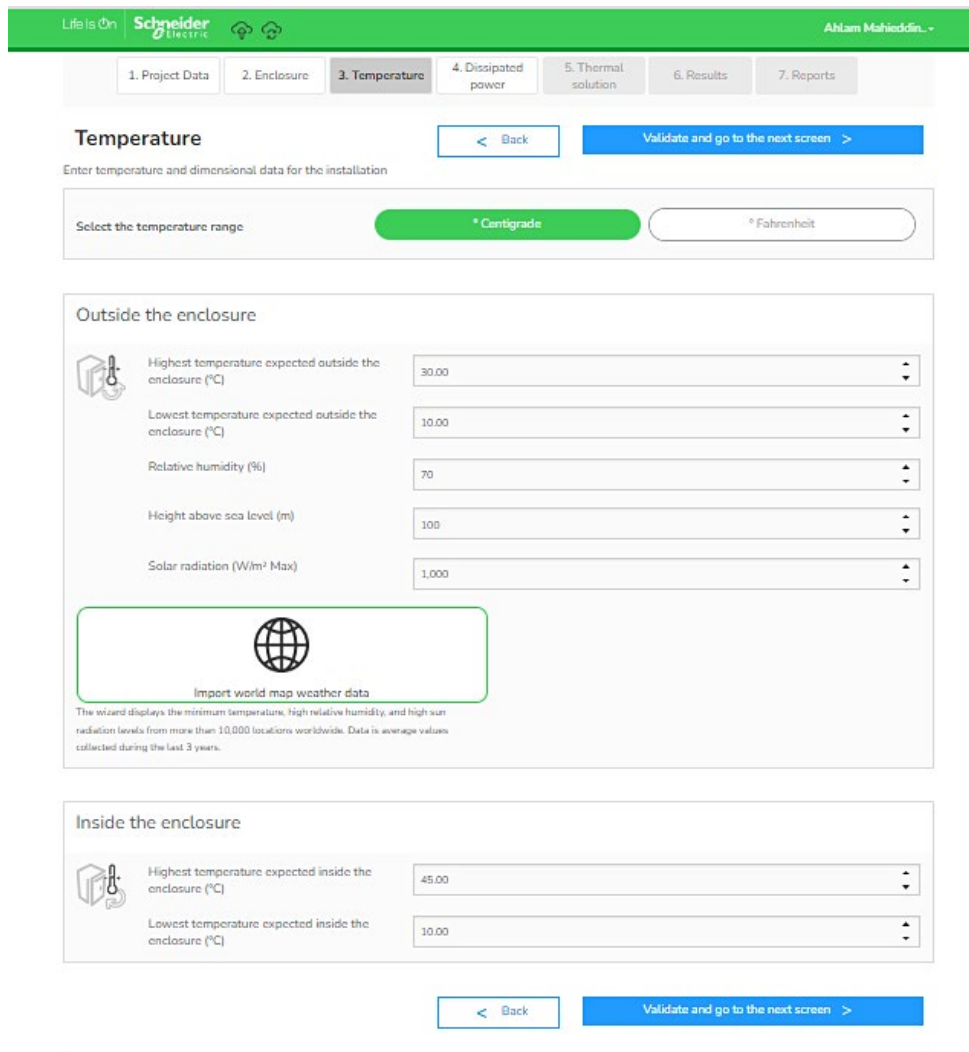 Life Is On Schneider Electric
Ahlam Mahieddin..
1. Project Data
2. Enclosure
3. Temperature
4. Dissipated
power
5. Thermal
solution
6. Results
7. Reports
Temperature
< Back
Validate and go to the next screen >
Enter temperature and dimensional data for the installation
Select the temperature range
° Centigrade
° Fahrenheit
Outside the enclosure
Highest temperature expected outside the
enclosure (°C)
30.00
Lowest temperature expected outside the
enclosure (°C)
10.00
Relative humidity (%)
70
Height above sea level (m)
100
Solar radiation (W/m² Max)
1,000
Import world map weather data
The wizard displays the minimum temperature, high relative humidity, and high sun
radiation levels from more than 10,000 locations worldwide. Data is average values
collected during the last 3 years.
Inside the enclosure
Highest temperature expected inside the
enclosure (°C)
45.00
Lowest temperature expected inside the
enclosure (°C)
10.00
< Back
Validate and go to the next screen >